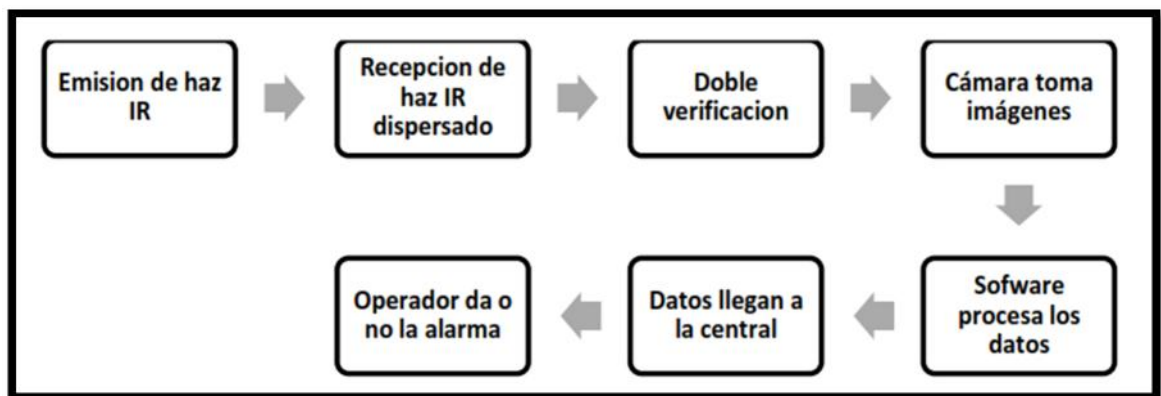 Emision de haz
IR
Recepcion de
haz IR
dispersado
Doble
verificacion
Cámara toma
imágenes
Sofware
procesa los
datos
Datos llegan a
la central
Operador da o
no la alarma